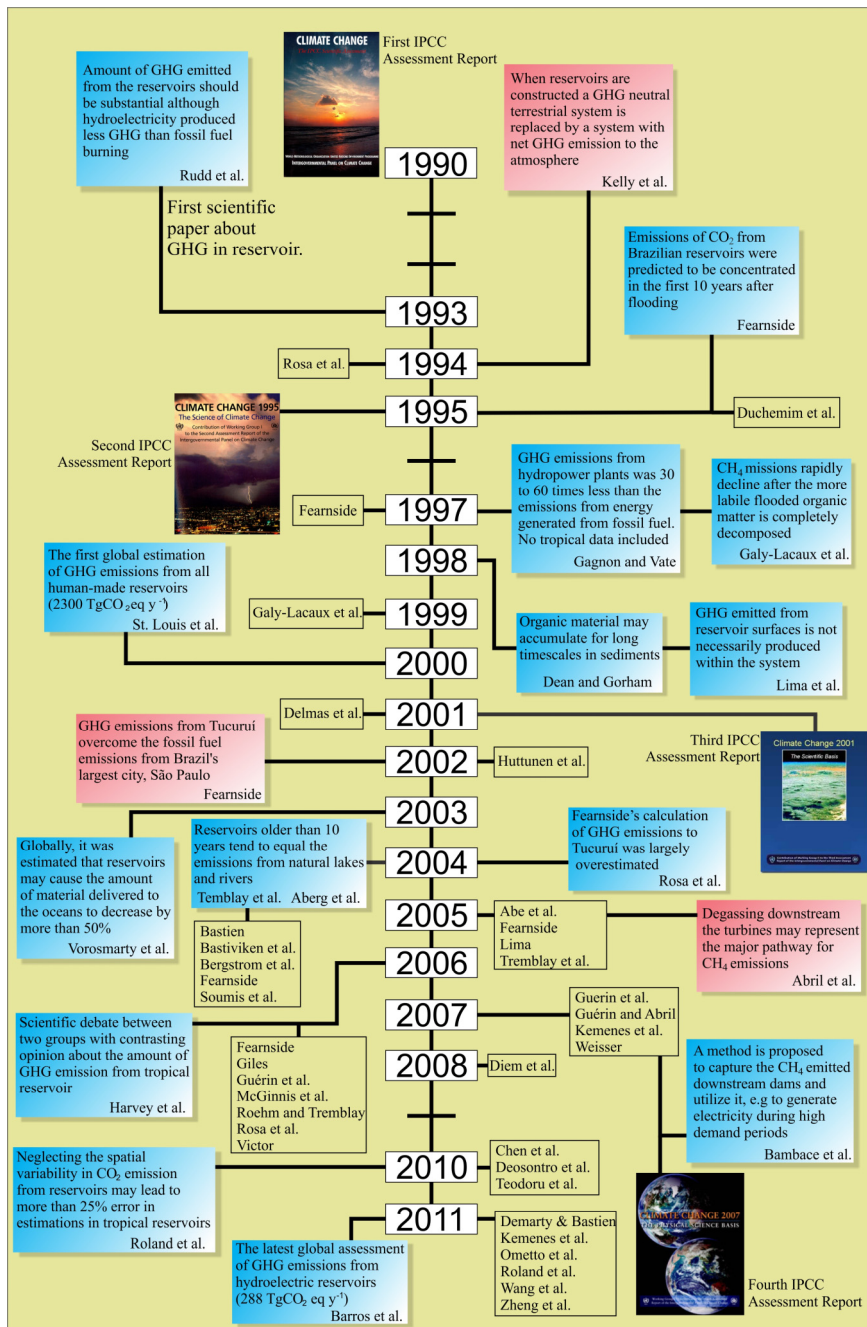 First IPCC
Assessment Report
CLIMATE CHANGE
INTERGOVERNMENTAL PANEL ON CLIMATE CHANGE
Amount of GHG emitted
from the reservoirs should
be substantial although
hydroelectricity produced
less GHG than fossil fuel
burning
Rudd et al.
When reservoirs are
constructed a GHG neutral
terrestrial system is
replaced by a system with
net GHG emission to the
atmosphere
Kelly et al.
1990
First scientific
paper about
GHG in reservoir.
Emissions of CO₂ from
Brazilian reservoirs were
predicted to be concentrated
in the first 10 years after
flooding
Fearnside
1993
Rosa et al.
1994
CLIMATE CHANGE 1995
The Science of Climate Change
Contribution of Working Group I
to the Second Assessment Report of the
Intergovernmental Panel on Climate Change
Second IPCC
Assessment Report
1995
Duchemim et al.
Fearnside
1997
GHG emissions from
hydropower plants was 30
to 60 times less than the
emissions from energy
generated from fossil fuel.
No tropical data included
Gagnon and Vate
CH₄ missions rapidly
decline after the more
labile flooded organic
matter is completely
decomposed
Galy-Lacaux et al.
1998
The first global estimation
of GHG emissions from all
human-made reservoirs
(2300 TgCO₂eq y⁻¹)
St. Louis et al.
Galy-Lacaux et al.
1999
Organic material may
accumulate for long
timescales in sediments
Dean and Gorham
GHG emitted from
reservoir surfaces is not
necessarily produced
within the system
Lima et al.
2000
Delmas et al.
2001
Third IPCC
Assessment Report
Climate Change 2001
The Scientific Basis
GHG emissions from Tucuruí
overcome the fossil fuel
emissions from Brazil's
largest city, São Paulo
Fearnside
2002
Huttunen et al.
2003
Globally, it was
estimated that reservoirs
may cause the amount
of material delivered to
the oceans to decrease by
more than 50%
Vorosmarty et al.
Reservoirs older than 10
years tend to equal the
emissions from natural lakes
and rivers
Temblay et al. Aberg et al.
2004
Fearnside's calculation
of GHG emissions to
Tucuruí was largely
overestimated
Rosa et al.
Bastien
Bastiviken et al.
Bergstrom et al.
Fearnside
Soumis et al.
2005
Abe et al.
Fearnside
Lima
Tremblay et al.
Degassing downstream
the turbines may represent
the major pathway for
CH₄ emissions
Abril et al.
2006
Scientific debate between
two groups with contrasting
opinion about the amount of
GHG emission from tropical
reservoir
Harvey et al.
Fearnside
Giles
Guérin et al.
McGinnis et al.
Roehm and Tremblay
Rosa et al.
Victor
2007
Guerin et al.
Guérin and Abril
Kemenes et al.
Weisser
2008
Diem et al.
A method is proposed
to capture the CH₄ emitted
downstream dams and
utilize it, e.g to generate
electricity during high
demand periods
Bambace et al.
Neglecting the spatial
variability in CO₂ emission
from reservoirs may lead to
more than 25% error in
estimations in tropical reservoirs
Roland et al.
2010
Chen et al.
Deosontro et al.
Teodoru et al.
2011
The latest global assessment
of GHG emissions from
hydroelectric reservoirs
(288 TgCO₂ eq y⁻¹)
Barros et al.
Demarty & Bastien
Kemenes et al.
Ometto et al.
Roland et al.
Wang et al.
Zheng et al.
CLIMATE CHANGE 2007
THE PHYSICAL SCIENCE BASIS
Fourth IPCC
Assessment Report